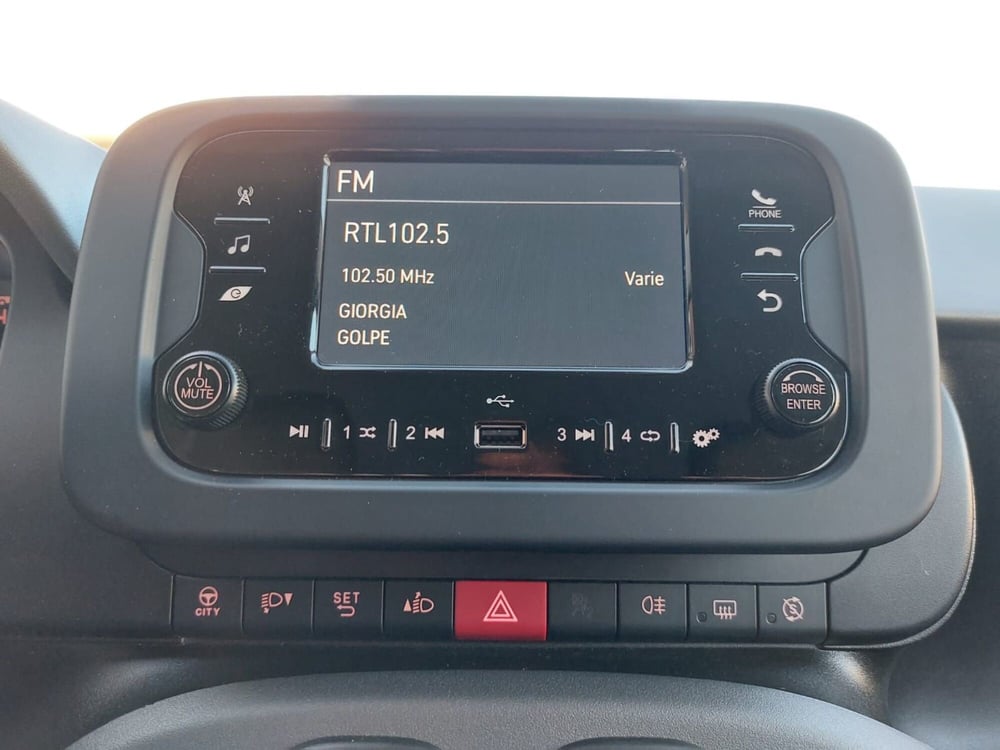 FM
RTL102.5
102.50 MHz Varie
GIORGIA
GOLPE
PHONE
VOL
MUTE
BROWSE
ENTER
1 2 3 4
CITY
SET